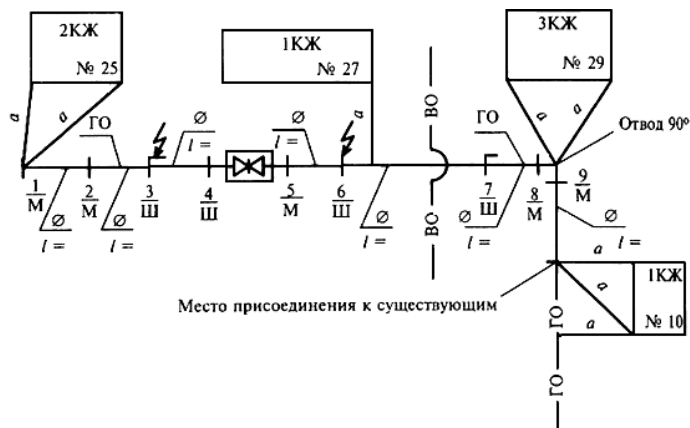 2КЖ
№ 25
1КЖ
№ 27
3КЖ
№ 29
a
a
a
a
a
ВО
ВО
ГО
ГО
Отвод 90°
∅
l =
∅
l =
1
М
2
М
3
Ш
4
Ш
5
М
6
Ш
7
Ш
8
М
9
М
∅
l =
∅
l =
∅
l =
∅
l =
∅
l =
a
a
a
1КЖ
№ 10
Место присоединения к существующим
ГО
ГО